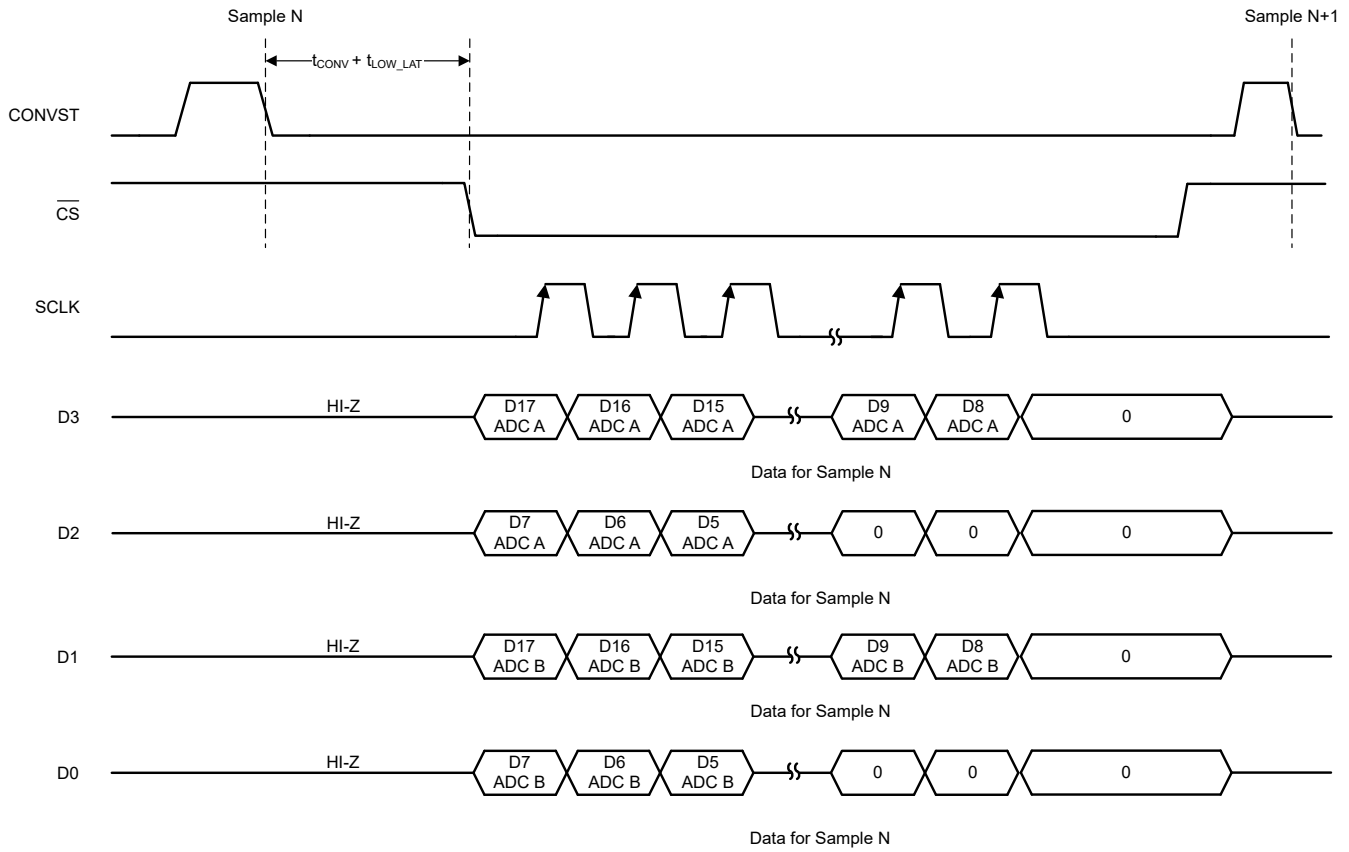 Sample N
Sample N+1
tCONV + tLOW_LAT
CONVST
CS
SCLK
D3
HI-Z
D17
ADC A
D16
ADC A
D15
ADC A
D9
ADC A
D8
ADC A
0
Data for Sample N
D2
HI-Z
D7
ADC A
D6
ADC A
D5
ADC A
0
0
0
Data for Sample N
D1
HI-Z
D17
ADC B
D16
ADC B
D15
ADC B
D9
ADC B
D8
ADC B
0
Data for Sample N
D0
HI-Z
D7
ADC B
D6
ADC B
D5
ADC B
0
0
0
Data for Sample N